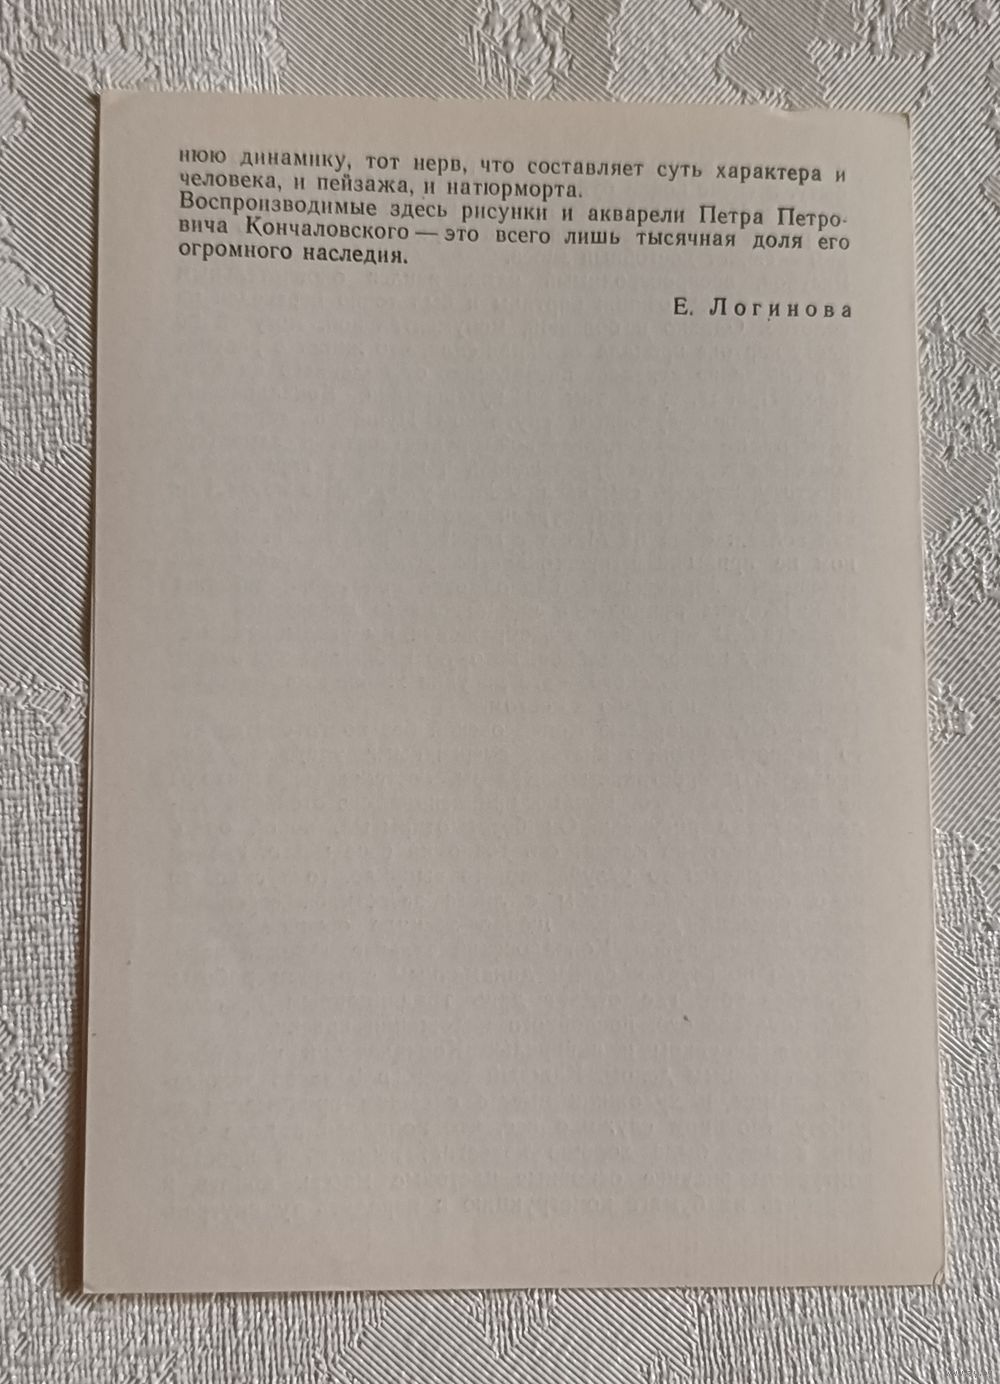 нюю динамику, тот нерв, что составляет суть характера и
человека, и пейзажа, и натюрморта.
Воспроизводимые здесь рисунки и акварели Петра Петро-
вича Кончаловского — это всего лишь тысячная доля его
огромного наследия.
Е. Логинова